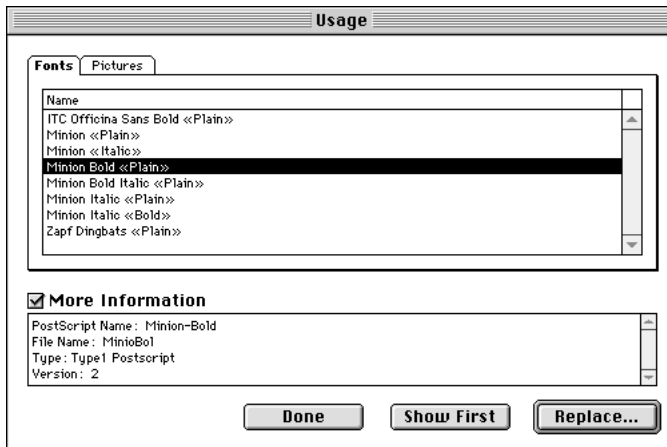 Usage
Fonts Pictures
Name
ITC Officina Sans Bold «Plain»
Minion «Plain»
Minion «Italic»
Minion Bold «Plain»
Minion Bold Italic «Plain»
Minion Italic «Plain»
Minion Italic «Bold»
Zapf Dingbats «Plain»
More Information
PostScript Name: Minion-Bold
File Name: MinioBol
Type: Type1 Postscript
Version: 2
Done Show First Replace...